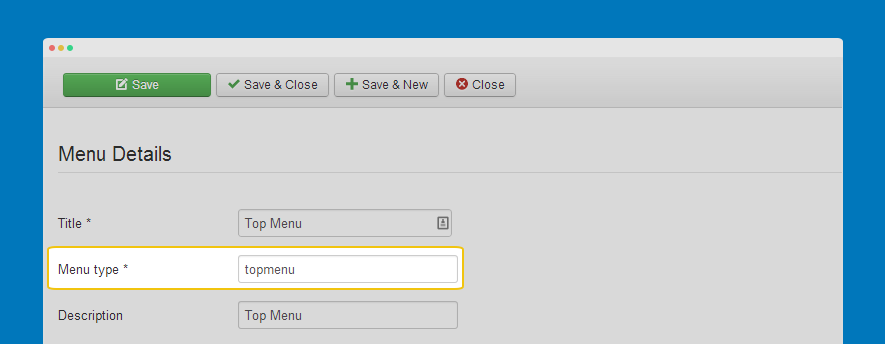 Save Save & Close Save & New Close
Menu Details
Title * Top Menu
Menu type * topmenu
Description Top Menu